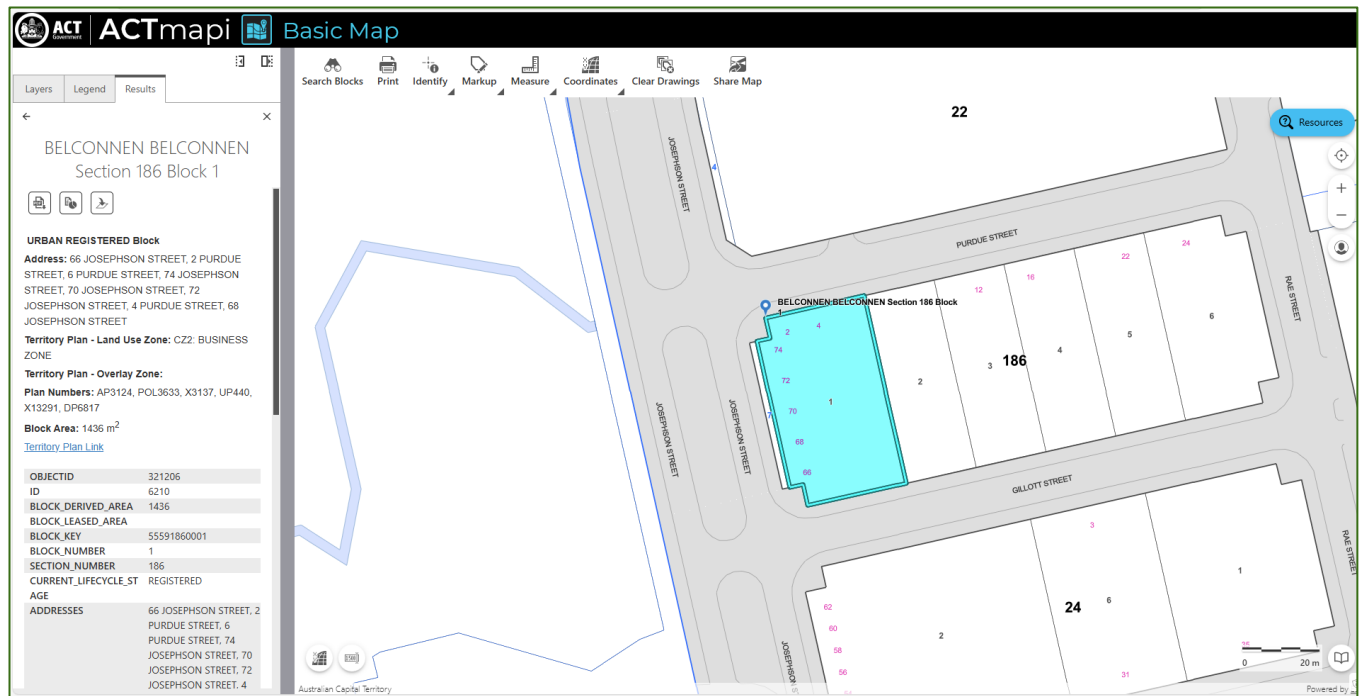 ACT Government
ACTmapi
Basic Map
Layers
Legend
Results
Search Blocks
Print
Identify
Markup
Measure
Coordinates
Clear Drawings
Share Map
BELCONNEN BELCONNEN
Section 186 Block 1
URBAN REGISTERED Block
Address: 66 JOSEPHSON STREET, 2 PURDUE
STREET, 6 PURDUE STREET, 74 JOSEPHSON
STREET, 70 JOSEPHSON STREET, 72
JOSEPHSON STREET, 4 PURDUE STREET, 68
JOSEPHSON STREET
Territory Plan - Land Use Zone: CZ2: BUSINESS
ZONE
Territory Plan - Overlay Zone:
Plan Numbers: AP3124, POL3633, X3137, UP440,
X13291, DP6817
Block Area: 1436 m²
Territory Plan Link
OBJECTID 321206
ID 6210
BLOCK_DERIVED_AREA 1436
BLOCK_LEASED_AREA
BLOCK_KEY 55591860001
BLOCK_NUMBER 1
SECTION_NUMBER 186
CURRENT_LIFECYCLE_ST REGISTERED
AGE
ADDRESSES 66 JOSEPHSON STREET, 2
PURDUE STREET, 6
PURDUE STREET, 74
JOSEPHSON STREET, 70
JOSEPHSON STREET, 72
JOSEPHSON STREET, 4
22
Resources
JOSEPHSON STREET
4
PURDUE STREET
24
22
16
12
RAE STREET
BELCONNEN BELCONNEN Section 186 Block
1
2
4
74
72
70
68
66
1
2
3
186
4
5
6
7
JOSEPHSON STREET
JOSEPHSON STREET
GILLOTT STREET
RAE STREET
3
1
24
6
2
62
60
58
56
31
JOSEPHSON S
0
20 m
Australian Capital Territory
Powered by